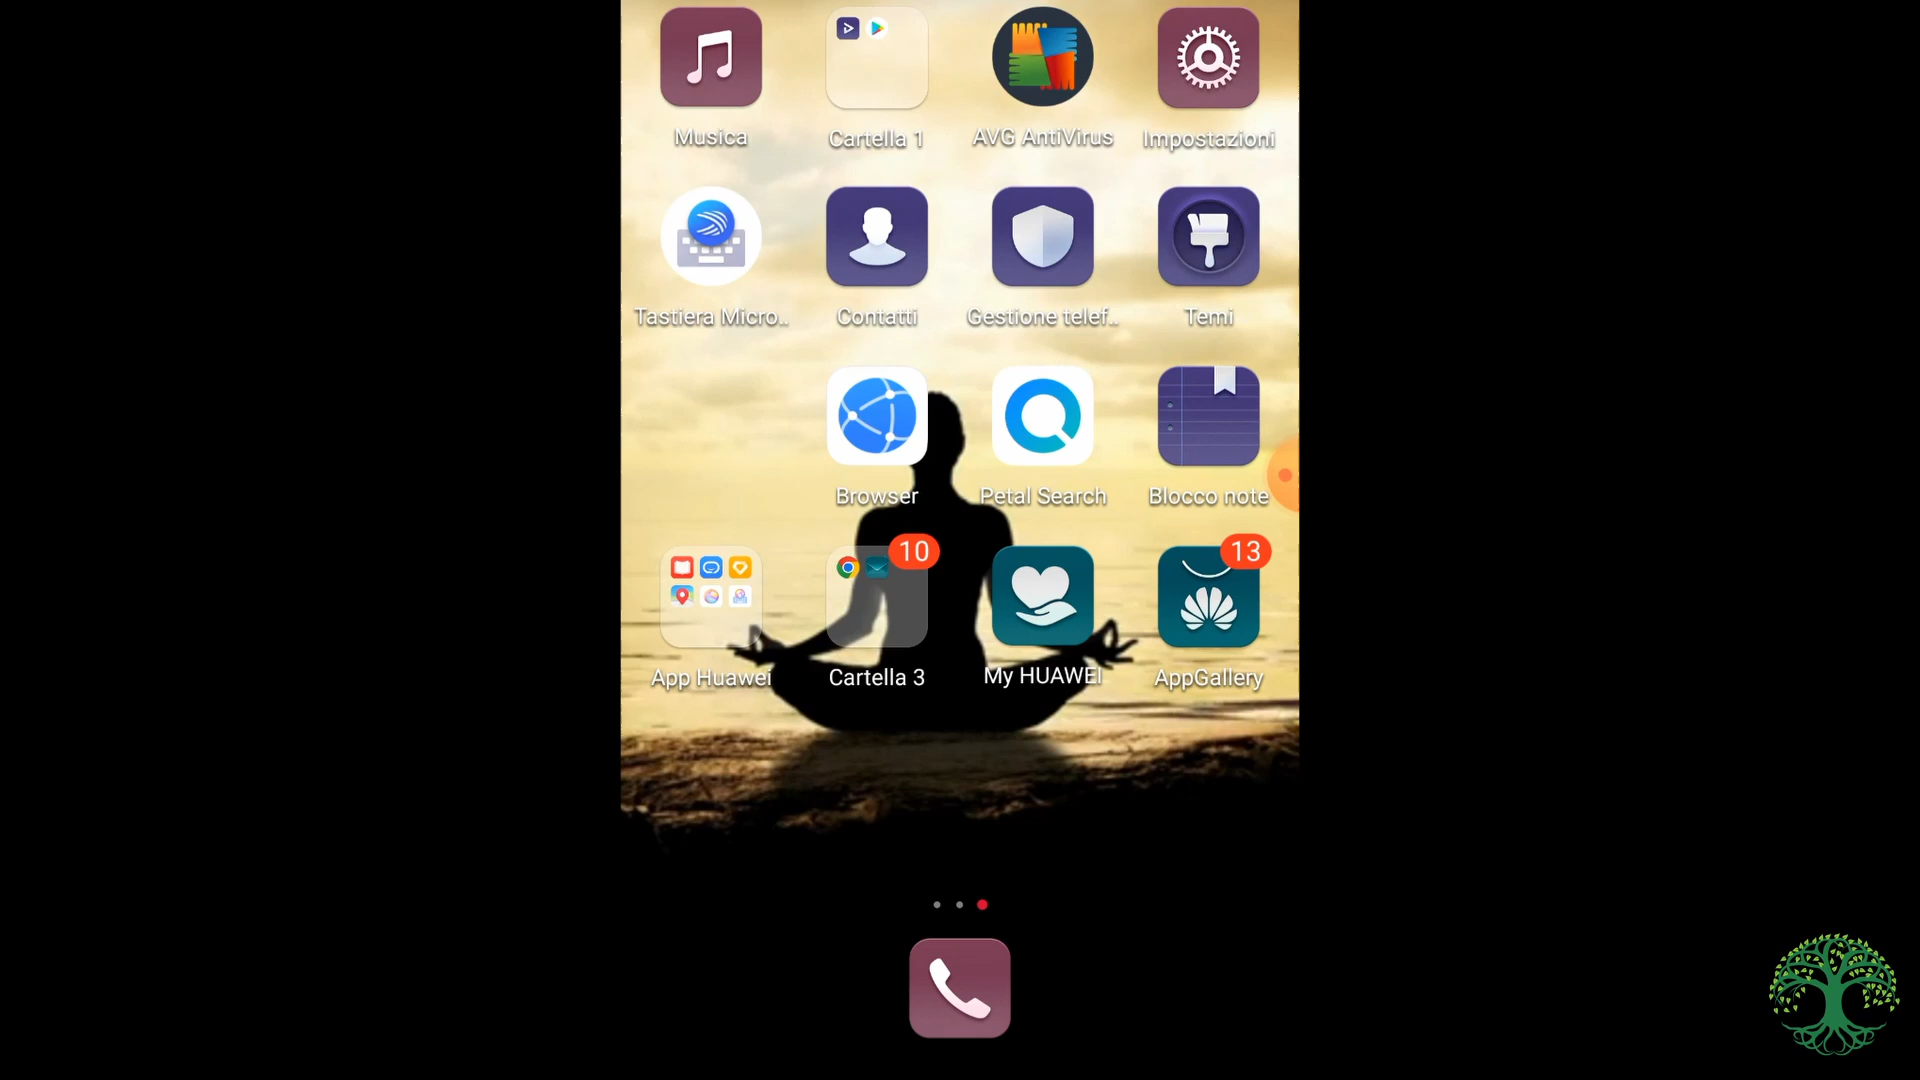 Musica
Cartella 1
AVG AntiVirus
Impostazioni
Tastiera Micro..
Contatti
Gestione telef..
Temi
Browser
Petal Search
Blocco note
10
13
App Huawei
Cartella 3
My HUAWEI
AppGallery